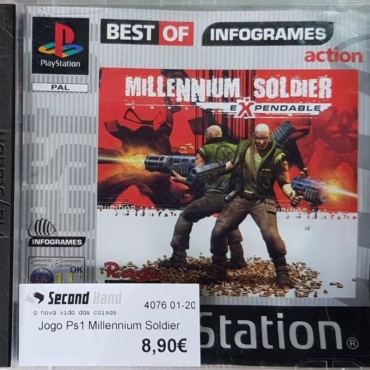 BEST OF INFOGRAMES
action
PlayStation
PAL
MILLENNIUM SOLDIER
EXPENDABLE
INFOGRAMES
OK
Second Hand
4076 01-20
a nova vida das coisas
Jogo Ps1 Millennium Soldier
8,90€
Station